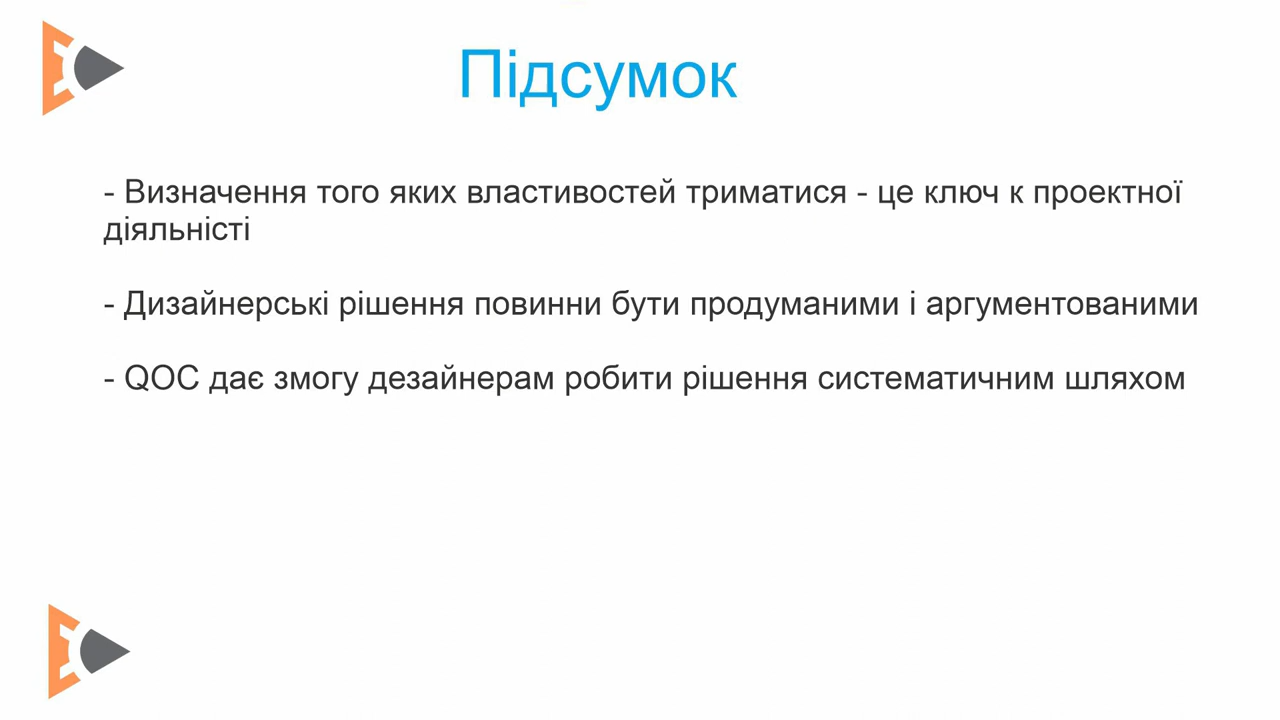 Підсумок
- Визначення того яких властивостей триматися - це ключ к проектної
діяльністі
- Дизайнерські рішення повинни бути продуманими і аргументованими
- QOC дає змогу дезайнерам робити рішення систематичним шляхом